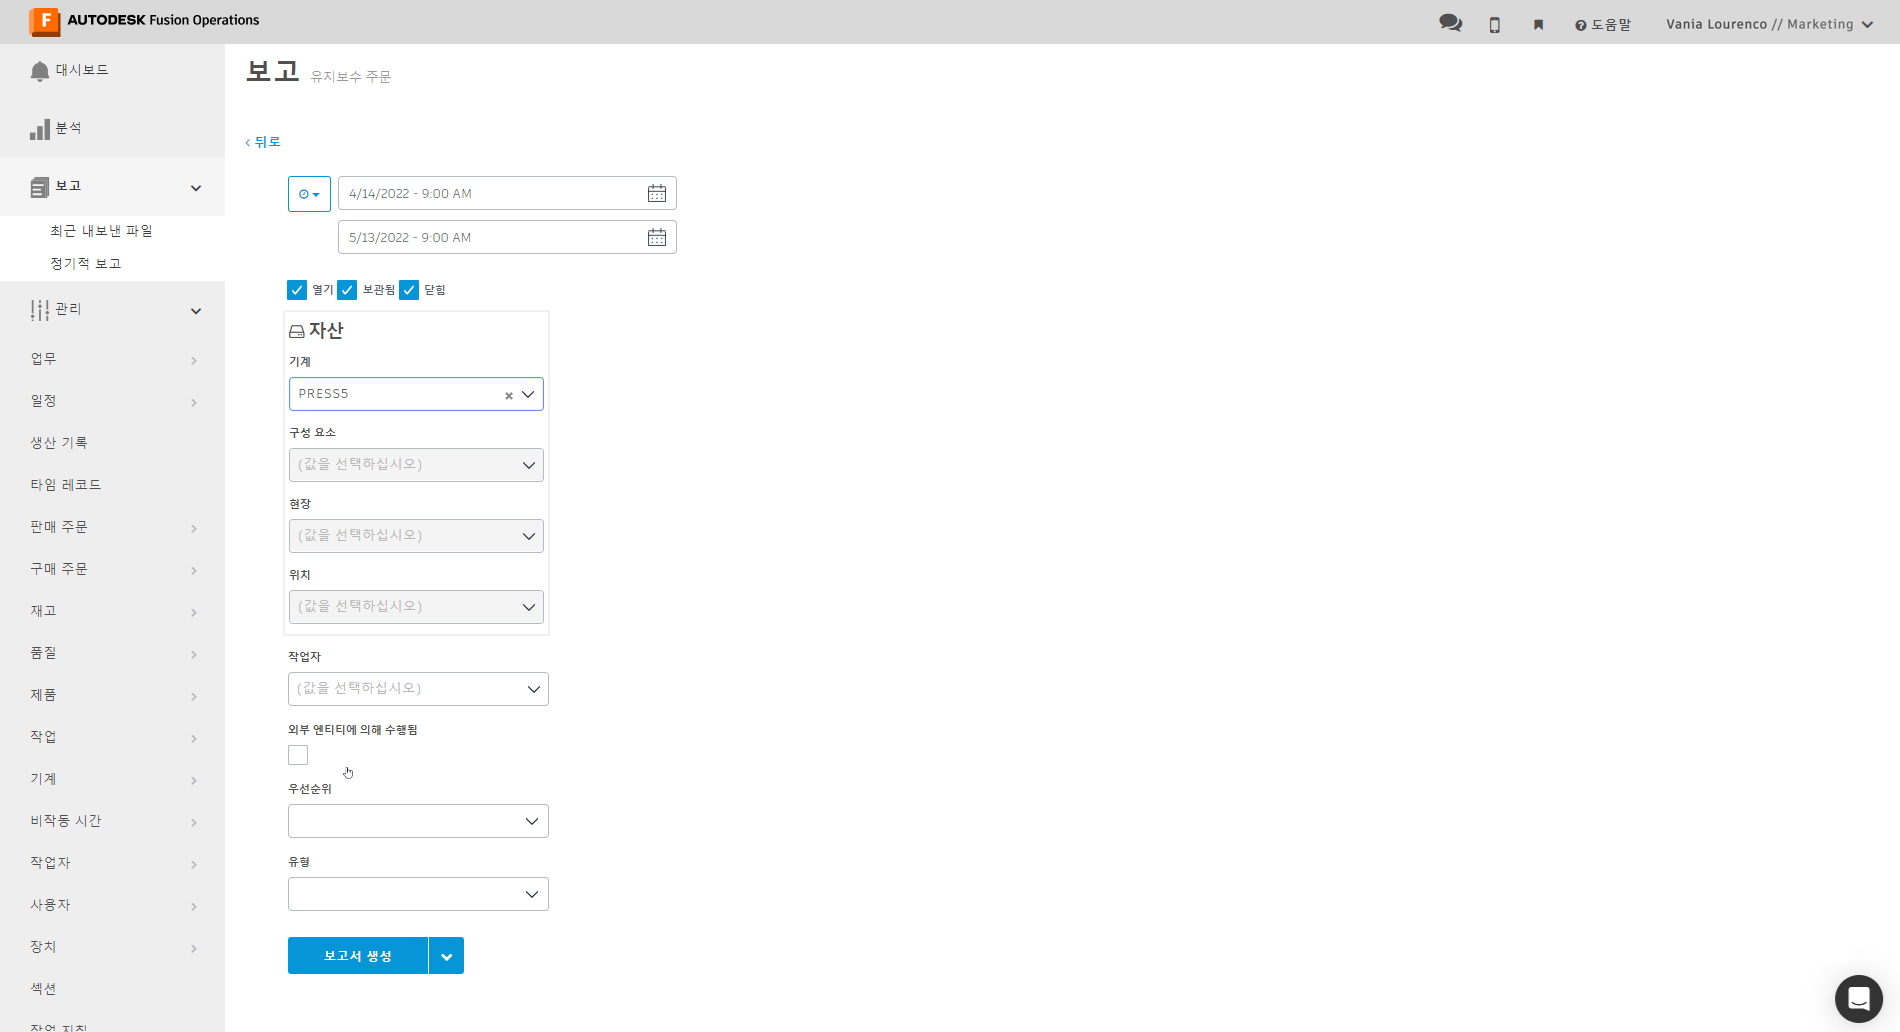 AUTODESK Fusion Operations
도움말
Vania Lourenco // Marketing
대시보드
분석
보고
최근 내보낸 파일
정기적 보고
관리
업무
일정
생산 기록
타임 레코드
판매 주문
구매 주문
재고
품질
제품
작업
기계
비작동 시간
작업자
사용자
장치
섹션
작업 지침
보고 유지보수 주문
뒤로
4/14/2022 - 9:00 AM
5/13/2022 - 9:00 AM
열기 보관됨 닫힘
자산
기계
PRESS5
구성 요소
(값을 선택하십시오)
현장
(값을 선택하십시오)
위치
(값을 선택하십시오)
작업자
(값을 선택하십시오)
외부 엔티티에 의해 수행됨
우선순위
유형
보고서 생성